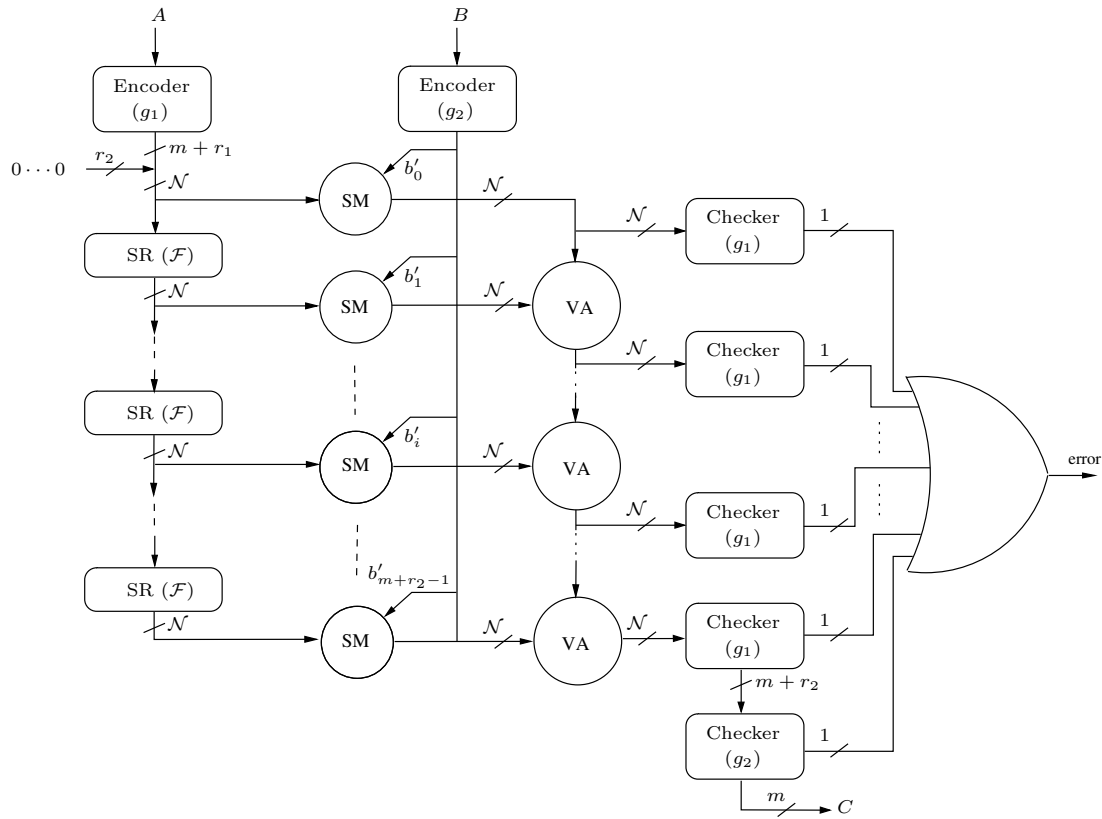 A
B
Encoder
(g₁)
Encoder
(g₂)
r₂
m + r₁
0 · · · 0
𝒩
b′₀
SM
𝒩
𝒩
Checker
(g₁)
1
SR (ℱ)
𝒩
b′₁
SM
𝒩
VA
𝒩
Checker
(g₁)
1
SR (ℱ)
𝒩
b′ᵢ
SM
𝒩
VA
error
𝒩
Checker
(g₁)
1
SR (ℱ)
𝒩
b′ₘ₊ᵣ₂₋₁
SM
𝒩
VA
𝒩
Checker
(g₁)
1
m + r₂
Checker
(g₂)
1
m
C